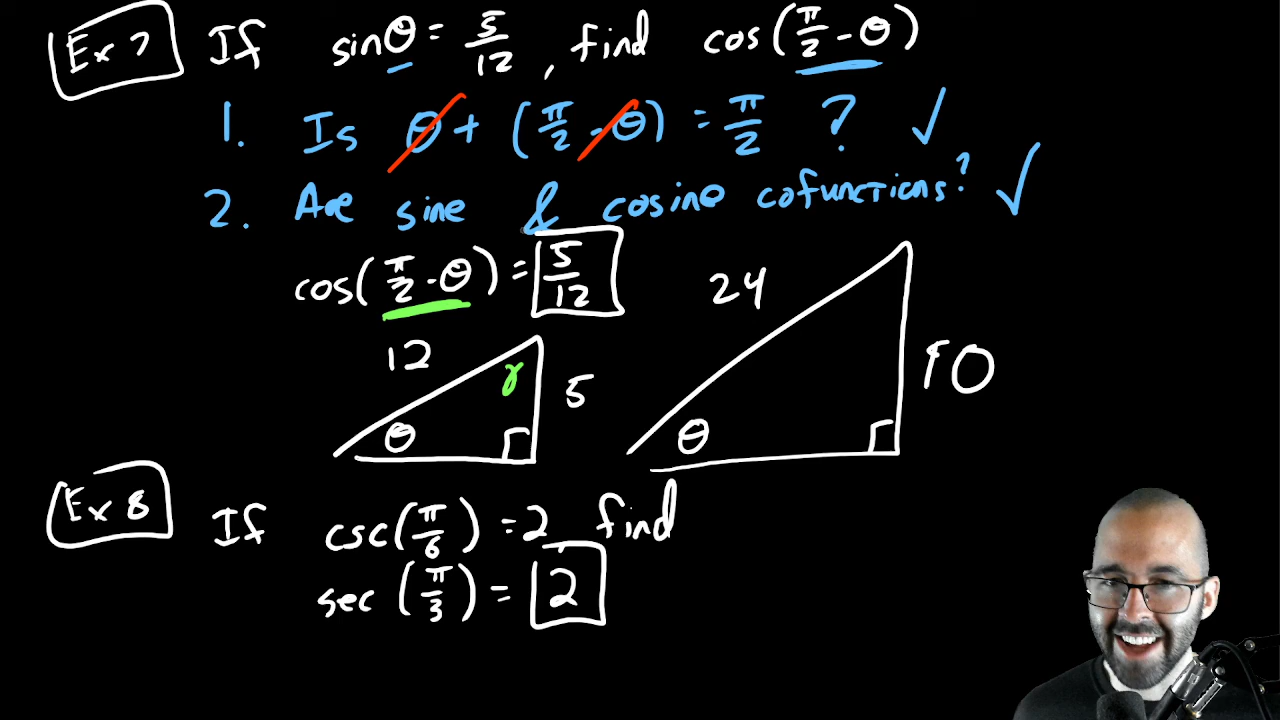 Ex 7 If sinθ = 5/12, find cos(π/2 - θ)
1. Is θ + (π/2 - θ) = π/2 ? ✓
2. Are sine & cosine cofunctions? ✓
cos(π/2 - θ) = 5/12
12
γ
5
θ
24
10
θ
Ex 8 If csc(π/6) = 2, find
sec(π/3) = 2